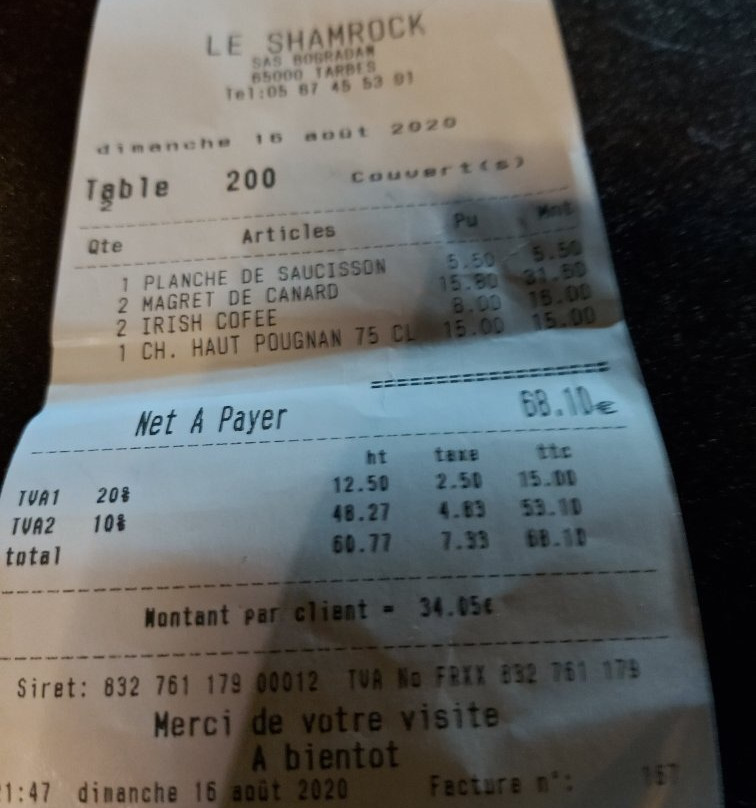 LE SHAMROCK
SAS BOGRADAN
65000 TARBES
Tel:05 67 45 53 01
dimanche 16 août 2020
Table 200 Couvert(s)
2
Qte Articles Pu Mnt
1 PLANCHE DE SAUCISSON 5.50 5.50
2 MAGRET DE CANARD 15.80 31.60
2 IRISH COFEE 8.00 16.00
1 CH. HAUT POUGNAN 75 CL 15.00 15.00
Net A Payer 68.10€
ht taxe ttc
TVA1 20% 12.50 2.50 15.00
TVA2 10% 48.27 4.83 53.10
total 60.77 7.33 68.10
Montant par client = 34.05€
Siret: 832 761 179 00012 TVA No FRXX 832 761 179
Merci de votre visite
A bientot
1:47 dimanche 16 août 2020 Facture n°: 167